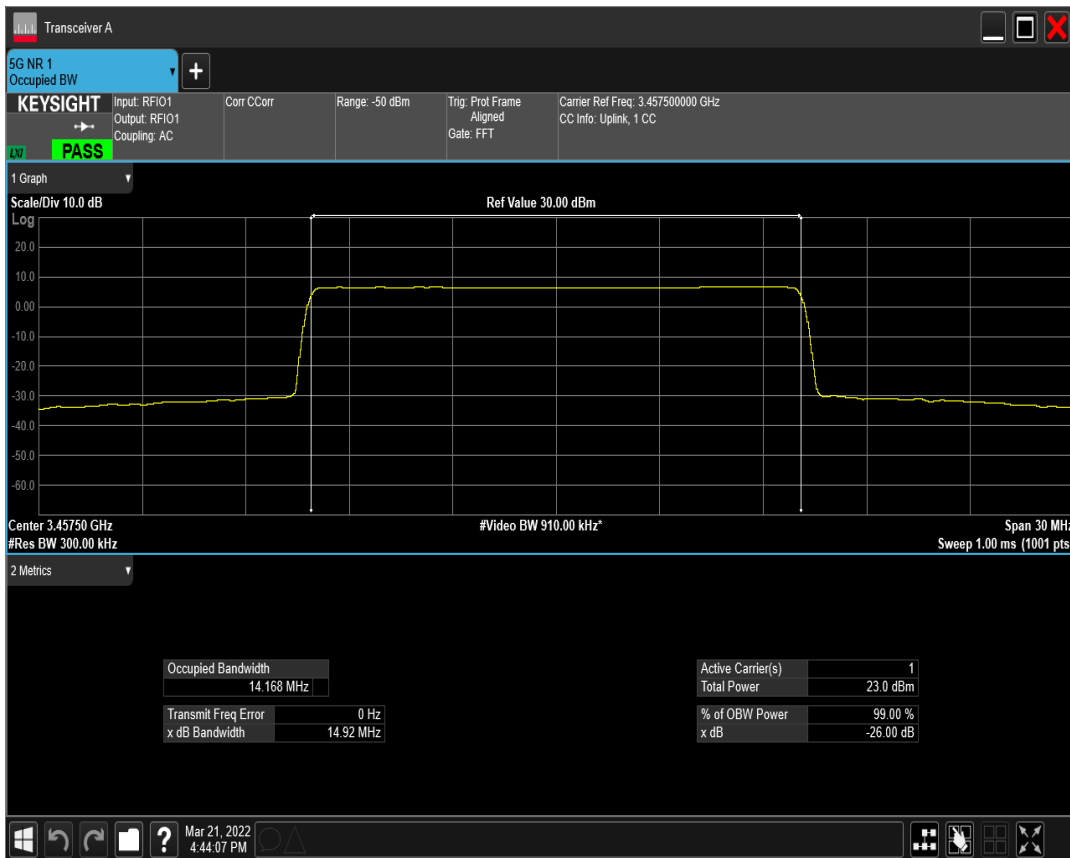 Transceiver A
5G NR 1
Occupied BW
+
KEYSIGHT
LXI
PASS
Input: RFIO1
Output: RFIO1
Coupling: AC
Corr CCorr
Range: -50 dBm
Trig: Prot Frame
Aligned
Gate: FFT
Carrier Ref Freq: 3.457500000 GHz
CC Info: Uplink, 1 CC
1 Graph
Scale/Div 10.0 dB
Ref Value 30.00 dBm
Log
20.0
10.0
0.00
-10.0
-20.0
-30.0
-40.0
-50.0
-60.0
Center 3.45750 GHz
#Video BW 910.00 kHz*
Span 30 MHz
#Res BW 300.00 kHz
Sweep 1.00 ms (1001 pts
2 Metrics
Occupied Bandwidth
14.168 MHz
Active Carrier(s) 1
Total Power 23.0 dBm
Transmit Freq Error 0 Hz
x dB Bandwidth 14.92 MHz
% of OBW Power 99.00 %
x dB -26.00 dB
?
Mar 21, 2022
4:44:07 PM